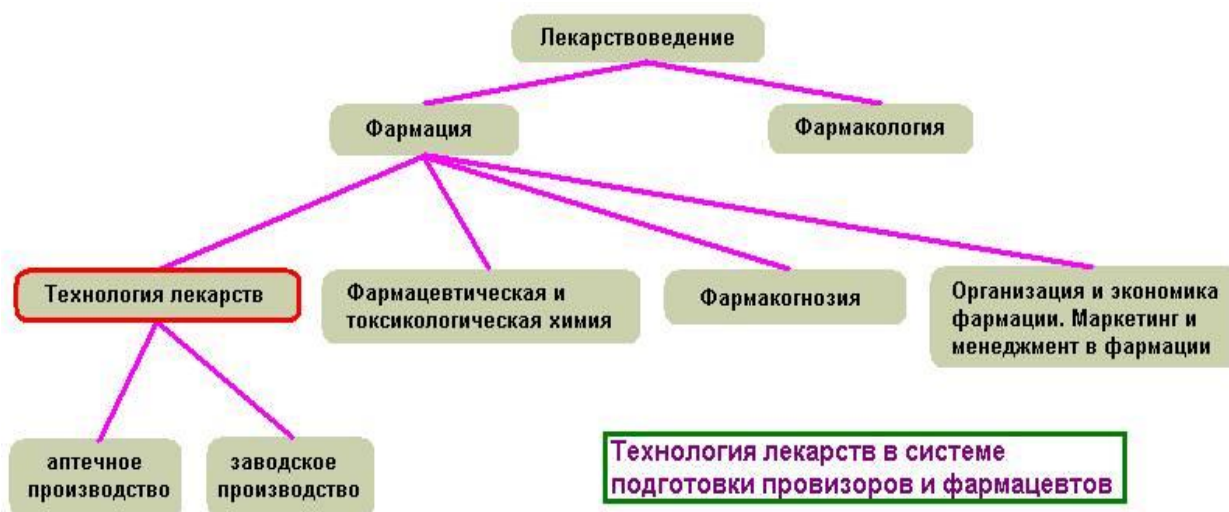 Лекарствоведение
Фармация
Фармакология
Технология лекарств
Фармацевтическая и
токсикологическая химия
Фармакогнозия
Организация и экономика
фармации. Маркетинг и
менеджмент в фармации
аптечное
производство
заводское
производство
Технология лекарств в системе
подготовки провизоров и фармацевтов